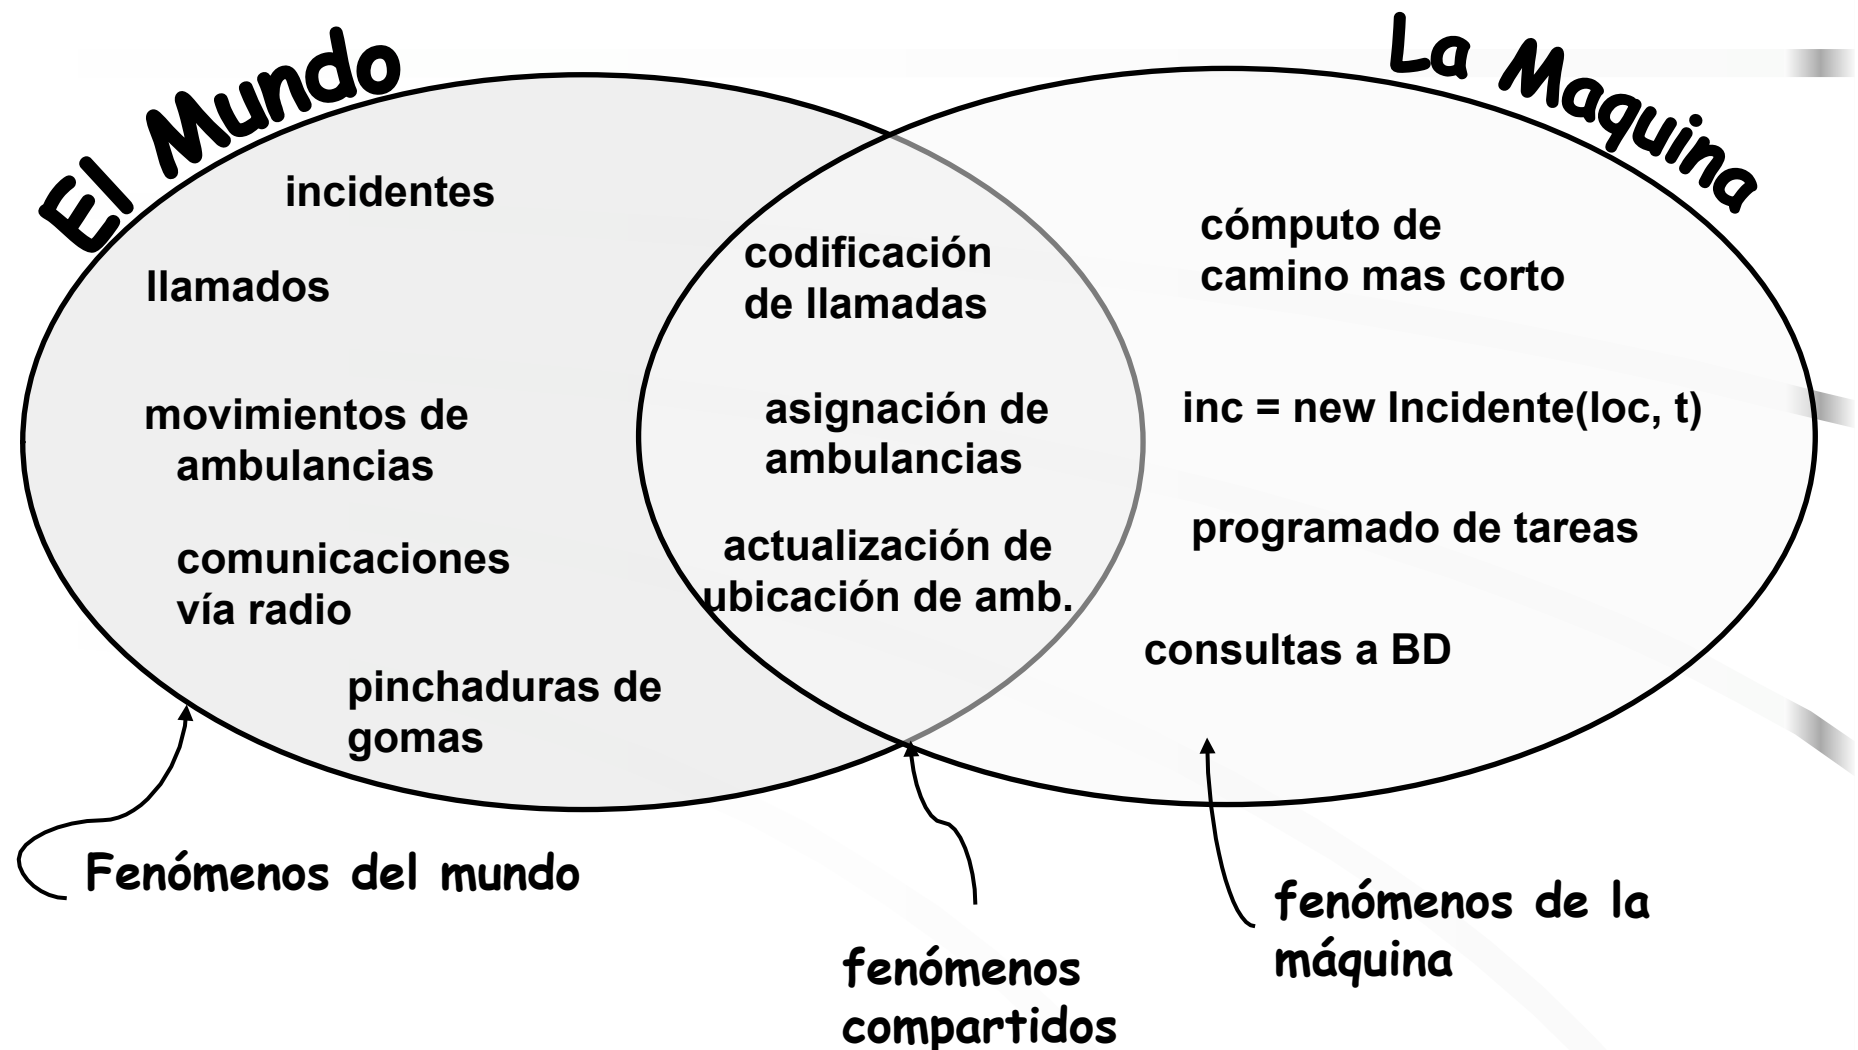 El Mundo
La Maquina
incidentes
llamados
movimientos de
ambulancias
comunicaciones
vía radio
pinchaduras de
gomas
codificación
de llamadas
asignación de
ambulancias
actualización de
ubicación de amb.
cómputo de
camino mas corto
inc = new Incidente(loc, t)
programado de tareas
consultas a BD
Fenómenos del mundo
fenómenos
compartidos
fenómenos de la
máquina